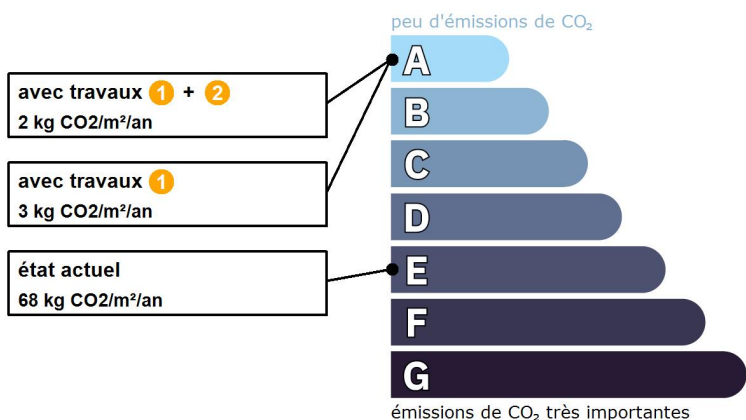 peu d'émissions de CO₂
A
avec travaux 1 + 2
2 kg CO2/m²/an
B
C
avec travaux 1
3 kg CO2/m²/an
D
état actuel
68 kg CO2/m²/an
E
F
G
émissions de CO₂ très importantes